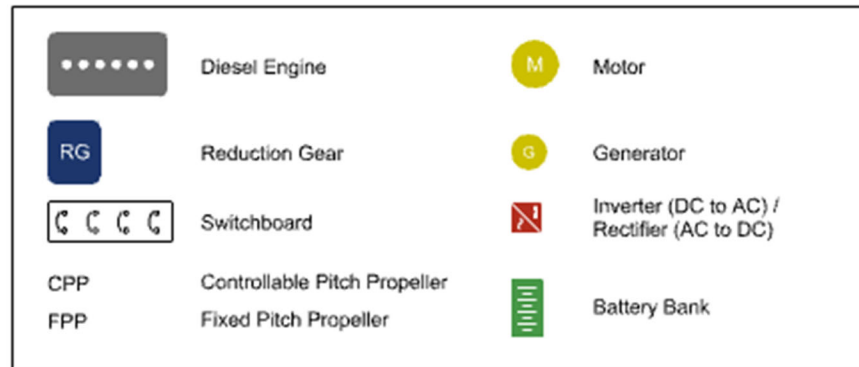 Diesel Engine
M Motor
RG Reduction Gear
G Generator
Switchboard
Inverter (DC to AC) /
Rectifier (AC to DC)
CPP Controllable Pitch Propeller
FPP Fixed Pitch Propeller
Battery Bank